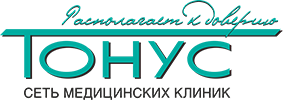 Располагает к доверию
ТОНУС
СЕТЬ МЕДИЦИНСКИХ КЛИНИК